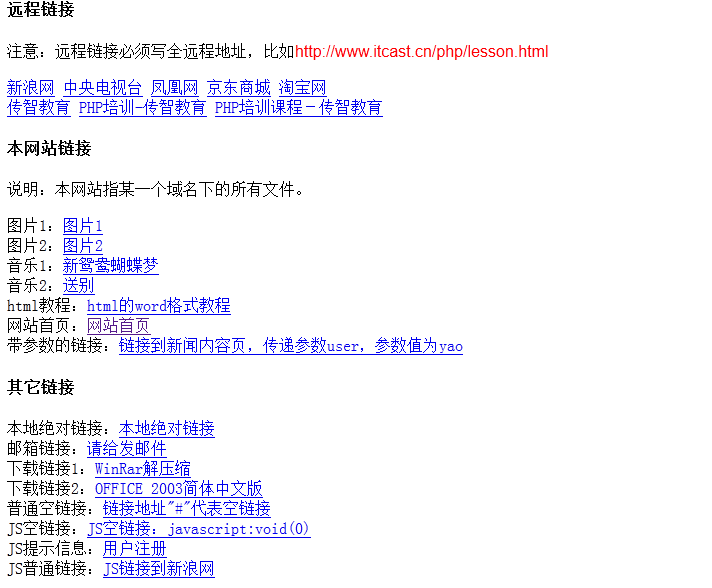 远程链接
注意：远程链接必须写全远程地址，比如http://www.itcast.cn/php/lesson.html
新浪网 中央电视台 凤凰网 京东商城 淘宝网
传智教育 PHP培训-传智教育 PHP培训课程－传智教育
本网站链接
说明：本网站指某一个域名下的所有文件。
图片1：图片1
图片2：图片2
音乐1：新鸳鸯蝴蝶梦
音乐2：送别
html教程：html的word格式教程
网站首页：网站首页
带参数的链接：链接到新闻内容页，传递参数user，参数值为yao
其它链接
本地绝对链接：本地绝对链接
邮箱链接：请给发邮件
下载链接1：WinRar解压缩
下载链接2：OFFICE 2003简体中文版
普通空链接：链接地址"#"代表空链接
JS空链接：JS空链接：javascript:void(0)
JS提示信息：用户注册
JS普通链接：JS链接到新浪网